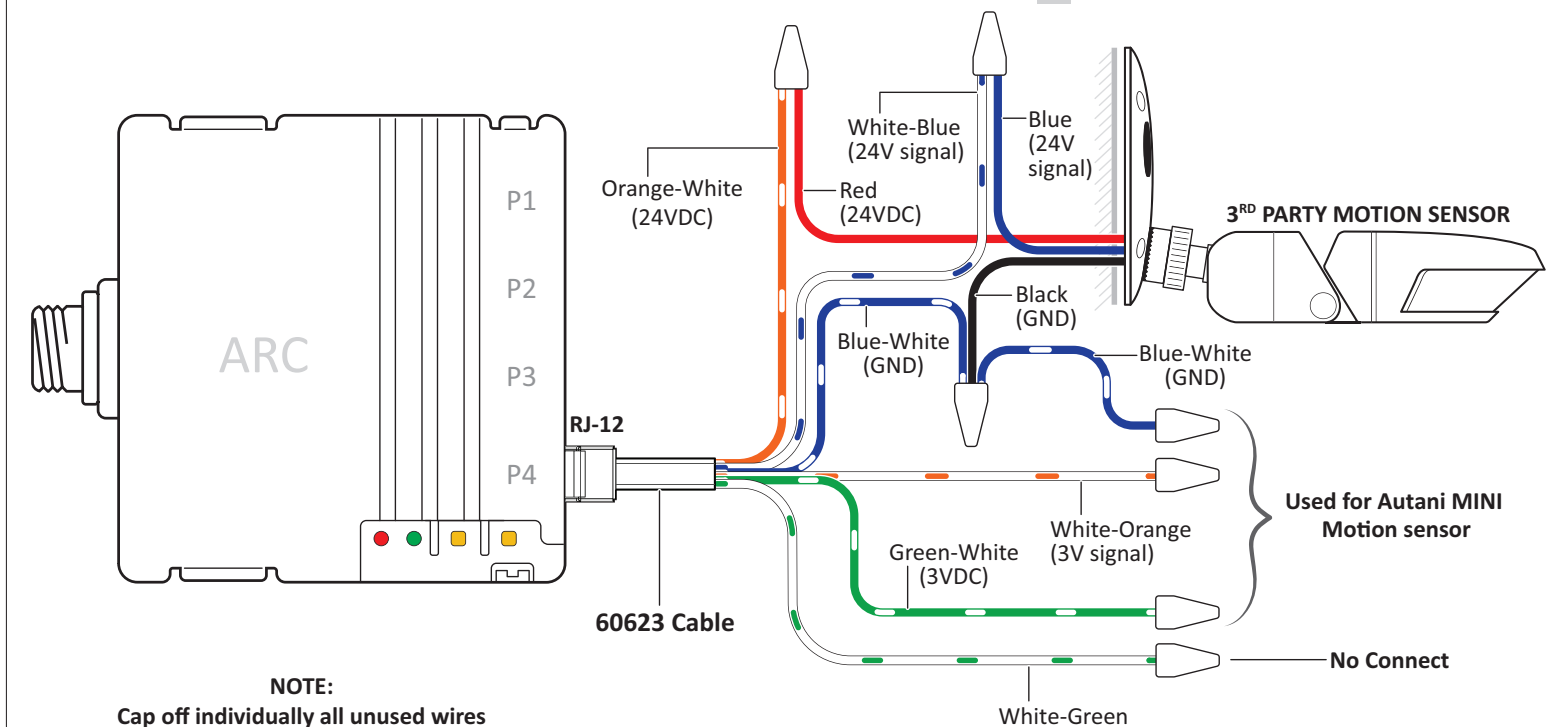 White-Blue
(24V signal)
Blue
(24V
signal)
Orange-White
(24VDC)
Red
(24VDC)
P1
3RD PARTY MOTION SENSOR
P2
Black
(GND)
ARC
Blue-White
(GND)
Blue-White
(GND)
P3
RJ-12
P4
Used for Autani MINI
Motion sensor
White-Orange
(3V signal)
Green-White
(3VDC)
60623 Cable
No Connect
NOTE:
Cap off individually all unused wires
White-Green